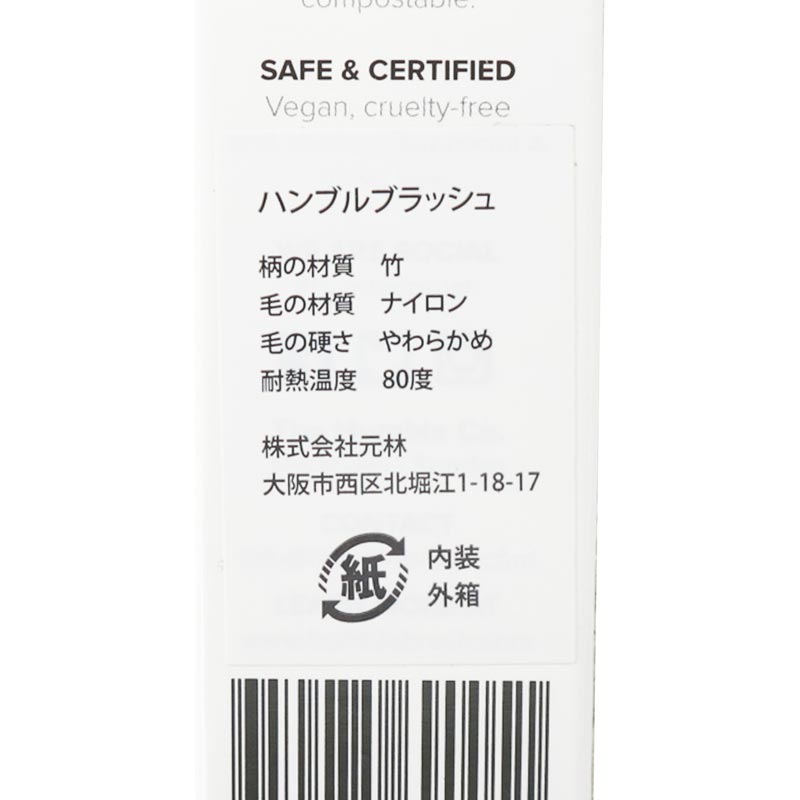 compostable.
SAFE & CERTIFIED
Vegan, cruelty-free
ハンブルブラッシュ
柄の材質 竹
毛の材質 ナイロン
毛の硬さ やわらかめ
耐熱温度 80度
株式会社元林
大阪市西区北堀江1-18-17
紙
内装
外箱